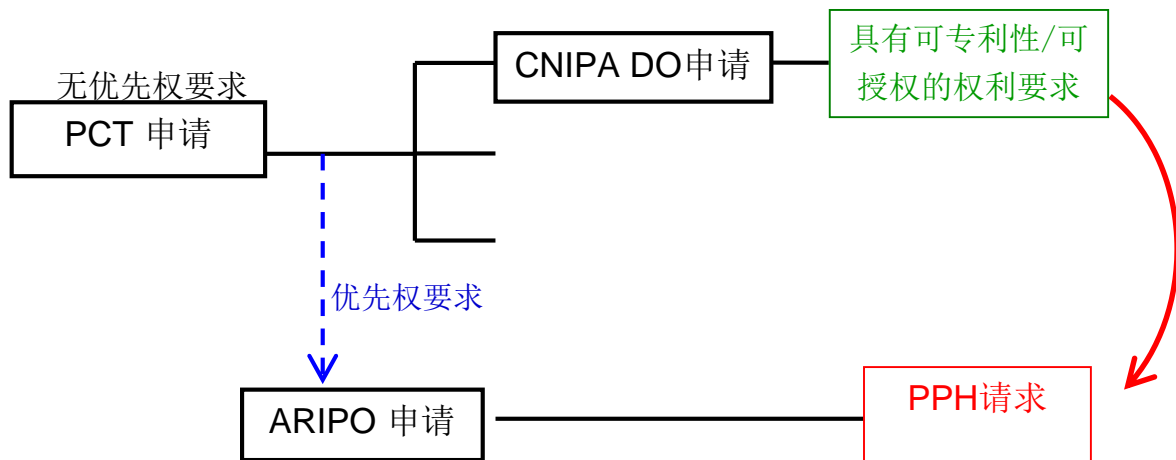 无优先权要求
PCT 申请
CNIPA DO申请
具有可专利性/可
授权的权利要求
优先权要求
ARIPO 申请
PPH请求